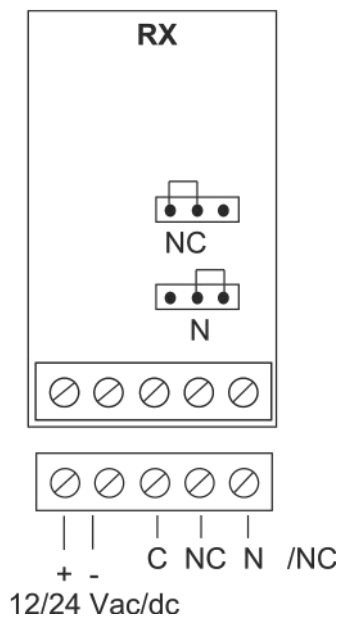 RX
NC
N
C NC N /NC
+ -
12/24 Vac/dc